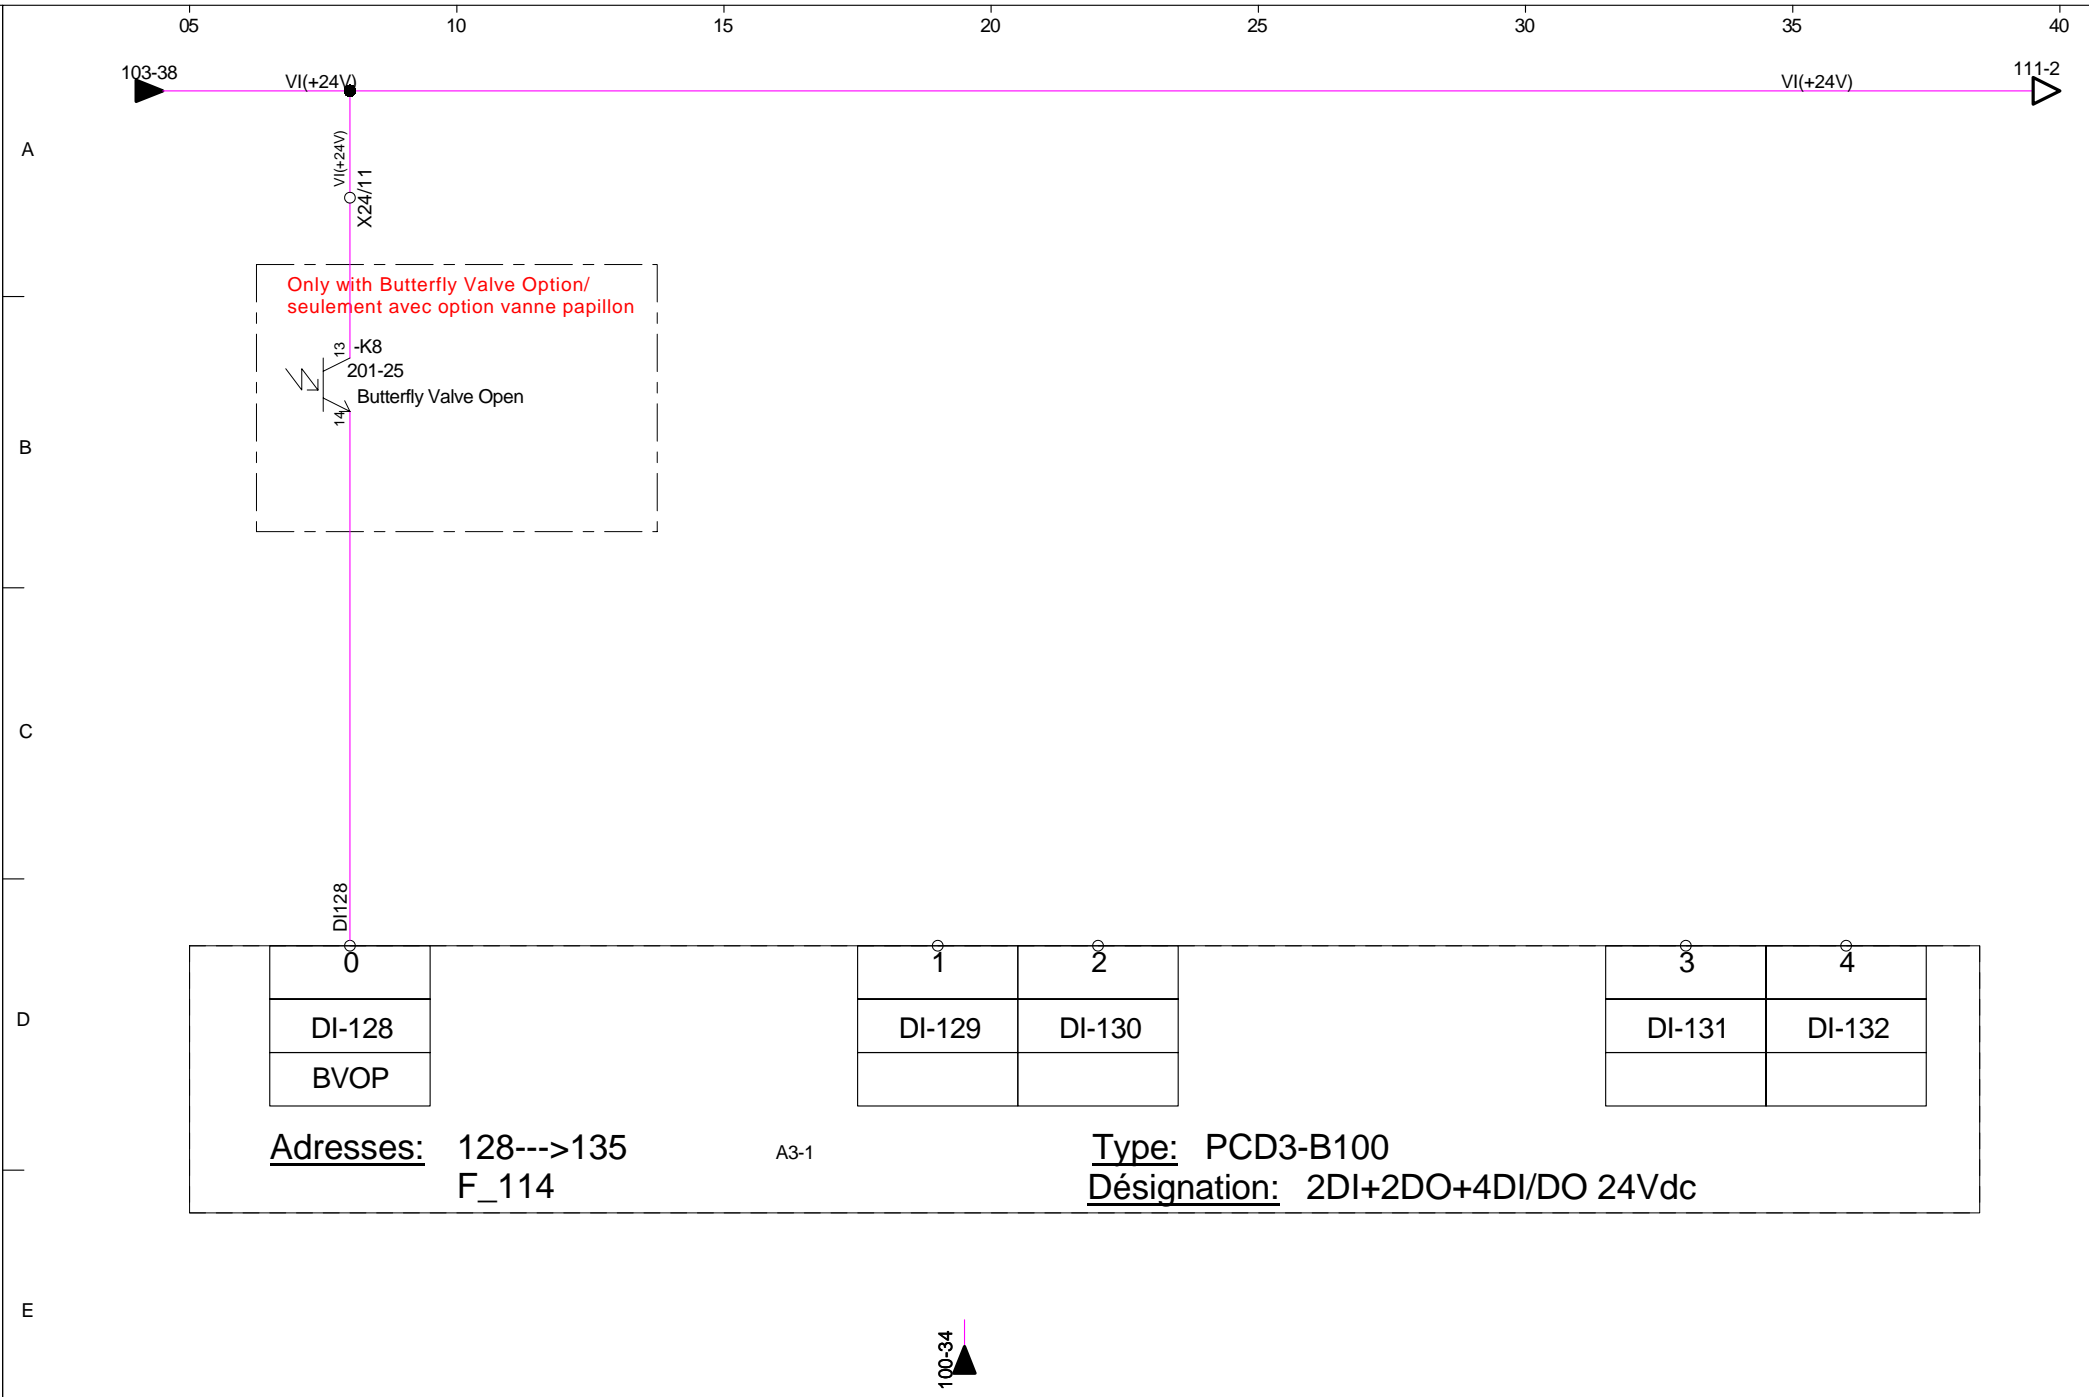 05 10 15 20 25 30 35 40
103-38 VI(+24V) VI(+24V) 111-2
A
VI(+24V)
X24/11
Only with Butterfly Valve Option/
seulement avec option vanne papillon
13 -K8
201-25
Butterfly Valve Open
14
B
C
DI128
0 1 2 3 4
D
DI-128 DI-129 DI-130 DI-131 DI-132
BVOP
Adresses: 128--->135 A3-1 Type: PCD3-B100
F_114 Désignation: 2DI+2DO+4DI/DO 24Vdc
E
100-34